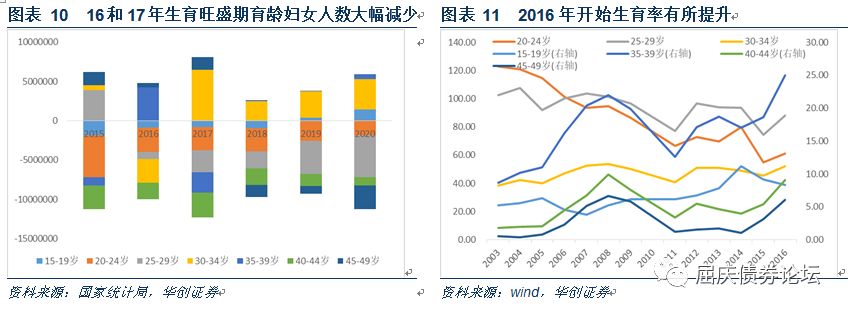 图表 10 16和17年生育旺盛期育龄妇女人数大幅减少
10000000
5000000
0
-5000000
-10000000
-15000000
2015 2016 2017 2018 2019 2020
15-19岁 20-24岁 25-29岁 30-34岁 35-39岁 40-44岁 45-49岁
资料来源：国家统计局，华创证券
图表 11 2016年开始生育率有所提升
20-24岁 25-29岁 30-34岁
15-19岁(右轴) 35-39岁(右轴) 40-44岁(右轴)
45-49岁(右轴)
140.00
120.00
100.00
80.00
60.00
40.00
20.00
0.00
30.00
25.00
20.00
15.00
10.00
5.00
0.00
2003 2004 2005 2006 2007 2008 2009 2010 2011 2012 2013 2014 2015 2016
资料来源：wind，华创证券
屈庆债券论坛